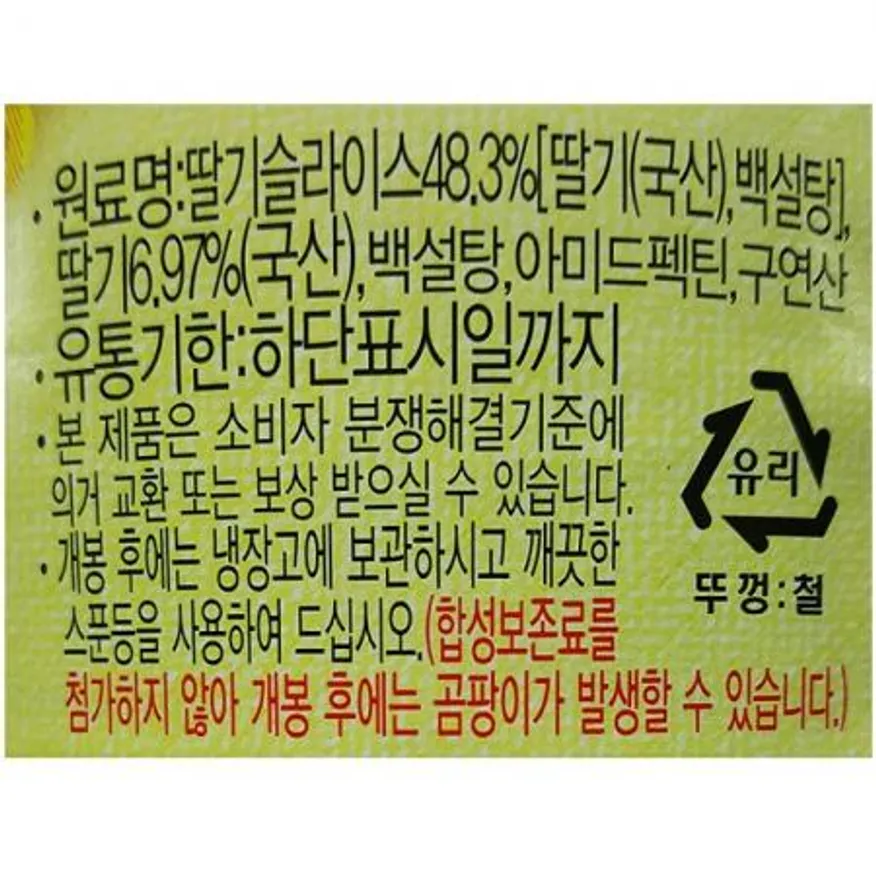 · 원료명:딸기슬라이스48.3%[딸기(국산),백설탕],
딸기6.97%(국산),백설탕,아미드펙틴,구연산
· 유통기한:하단표시일까지
· 본 제품은 소비자 분쟁해결기준에
의거 교환 또는 보상 받으실 수 있습니다.
· 개봉 후에는 냉장고에 보관하시고 깨끗한
스푼등을 사용하여 드십시오.(합성보존료를
첨가하지 않아 개봉 후에는 곰팡이가 발생할 수 있습니다.)
유리
뚜껑:철